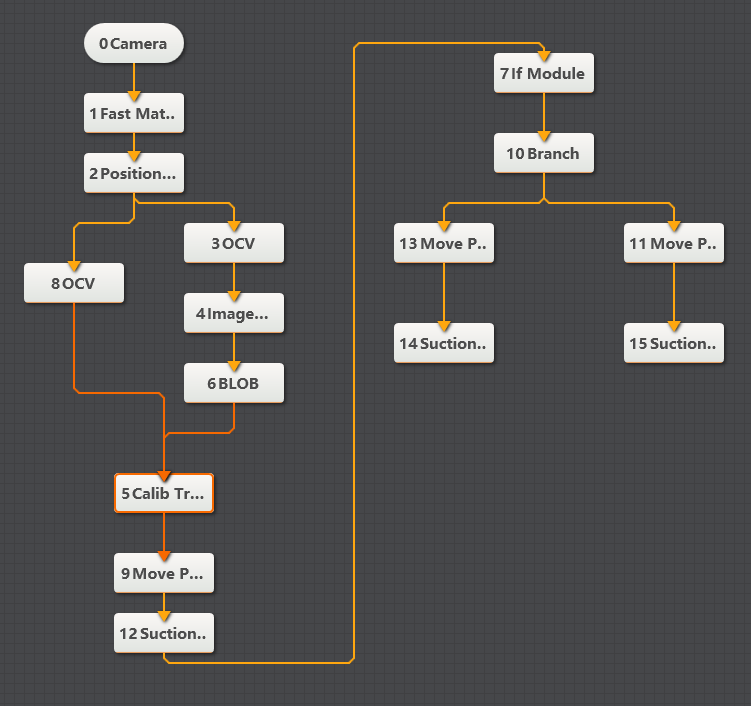 0 Camera
1 Fast Mat..
2 Position...
3 OCV
8 OCV
4 Image...
6 BLOB
5 Calib Tr...
9 Move P...
12 Suction..
7 If Module
10 Branch
13 Move P..
11 Move P..
14 Suction..
15 Suction..